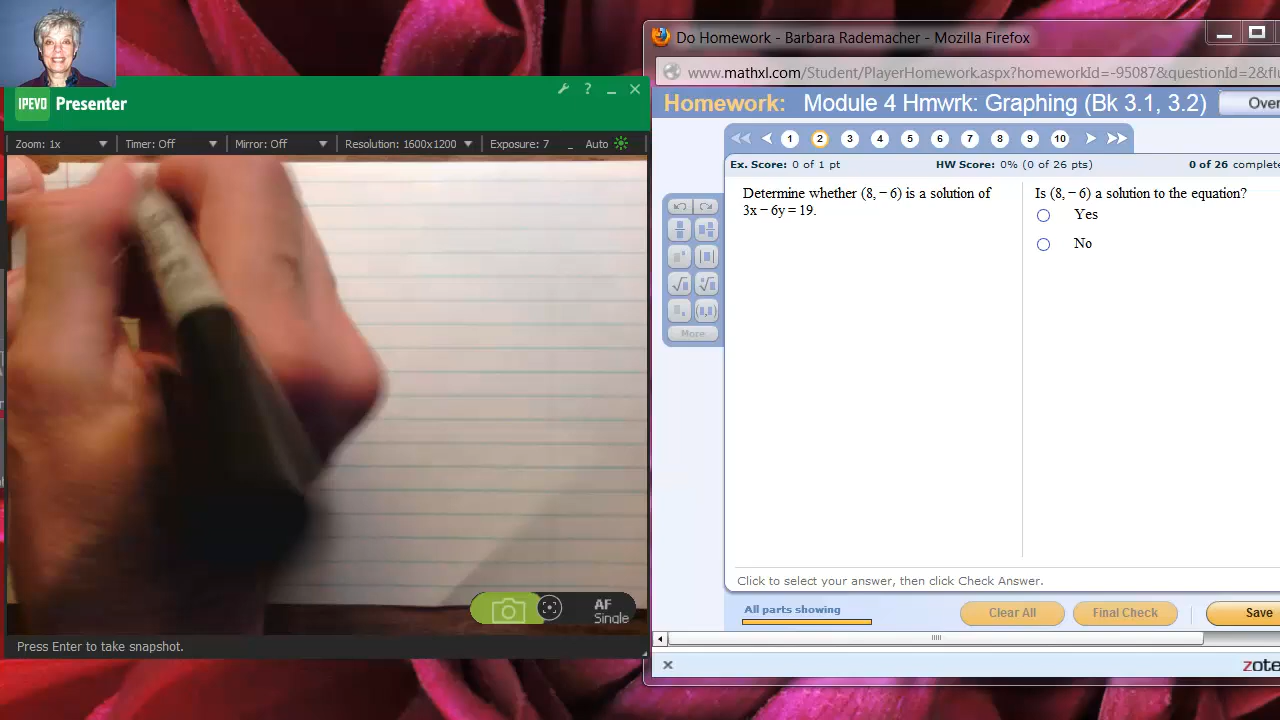 IPEVO Presenter
?
Zoom: 1x
Timer: Off
Mirror: Off
Resolution: 1600x1200
Exposure: 7
Auto
AF
Single
Press Enter to take snapshot.
Do Homework - Barbara Rademacher - Mozilla Firefox
www.mathxl.com/Student/PlayerHomework.aspx?homeworkId=-95087&questionId=2&flu
Homework: Module 4 Hmwrk: Graphing (Bk 3.1, 3.2)
Over
1 2 3 4 5 6 7 8 9 10
Ex. Score: 0 of 1 pt
HW Score: 0% (0 of 26 pts)
0 of 26 complete
Determine whether (8, − 6) is a solution of
3x − 6y = 19.
Is (8, − 6) a solution to the equation?
Yes
No
More
Click to select your answer, then click Check Answer.
All parts showing
Clear All
Final Check
Save
zote